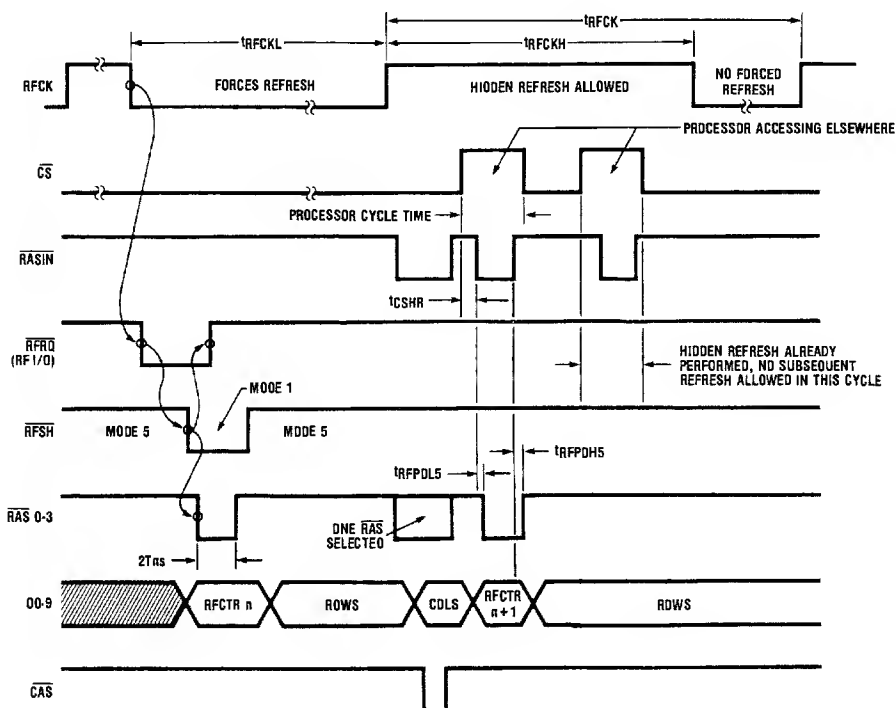 tRFCK
tRFCKL
tRFCKH
RFCK
FORCES REFRESH
HIDDEN REFRESH ALLOWED
NO FORCED
REFRESH
PROCESSOR ACCESSING ELSEWHERE
CS
PROCESSOR CYCLE TIME
RASIN
tCSHR
RFRQ
(RF I/O)
HIDDEN REFRESH ALREADY
PERFORMED, NO SUBSEQUENT
REFRESH ALLOWED IN THIS CYCLE
MODE 1
RFSH
MODE 5
MODE 5
tRFPDH5
tRFPDL5
RAS 0-3
ONE RAS
SELECTED
2Tns
00-9
RFCTR n
ROWS
COLS
RFCTR
n+1
ROWS
CAS